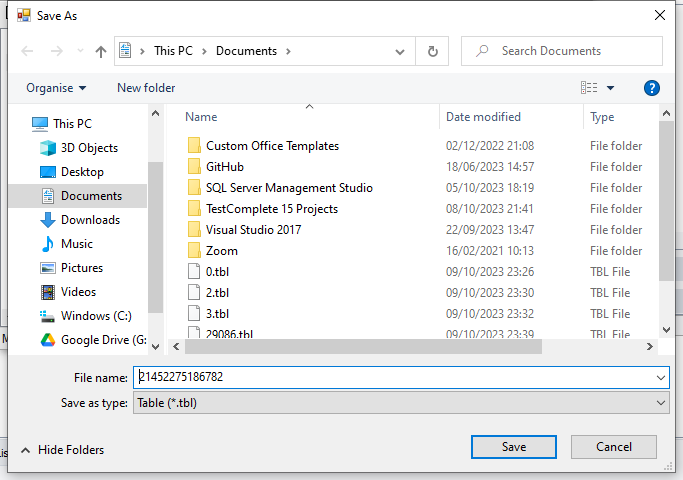 Save As
This PC > Documents >
Search Documents
Organise
New folder
?
Name Date modified Type
This PC
3D Objects
Desktop
Documents
Downloads
Music
Pictures
Videos
Windows (C:)
Google Drive (G:
Custom Office Templates 02/12/2022 21:08 File folder
GitHub 18/06/2023 14:57 File folder
SQL Server Management Studio 05/10/2023 18:19 File folder
TestComplete 15 Projects 08/10/2023 21:41 File folder
Visual Studio 2017 22/09/2023 13:47 File folder
Zoom 16/02/2021 10:13 File folder
0.tbl 09/10/2023 23:26 TBL File
2.tbl 09/10/2023 23:30 TBL File
3.tbl 09/10/2023 23:32 TBL File
29086.tbl 09/10/2023 23:39 TBL File
File name: 21452275186782
Save as type: Table (*.tbl)
Hide Folders
Save
Cancel